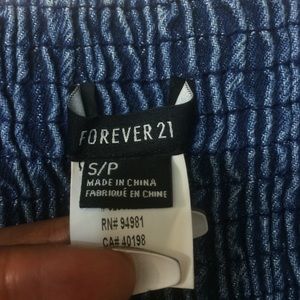 FOREVER 21
S/P
MADE IN CHINA
FABRIQUÉ EN CHINE
RN# 94981
CA# 40198